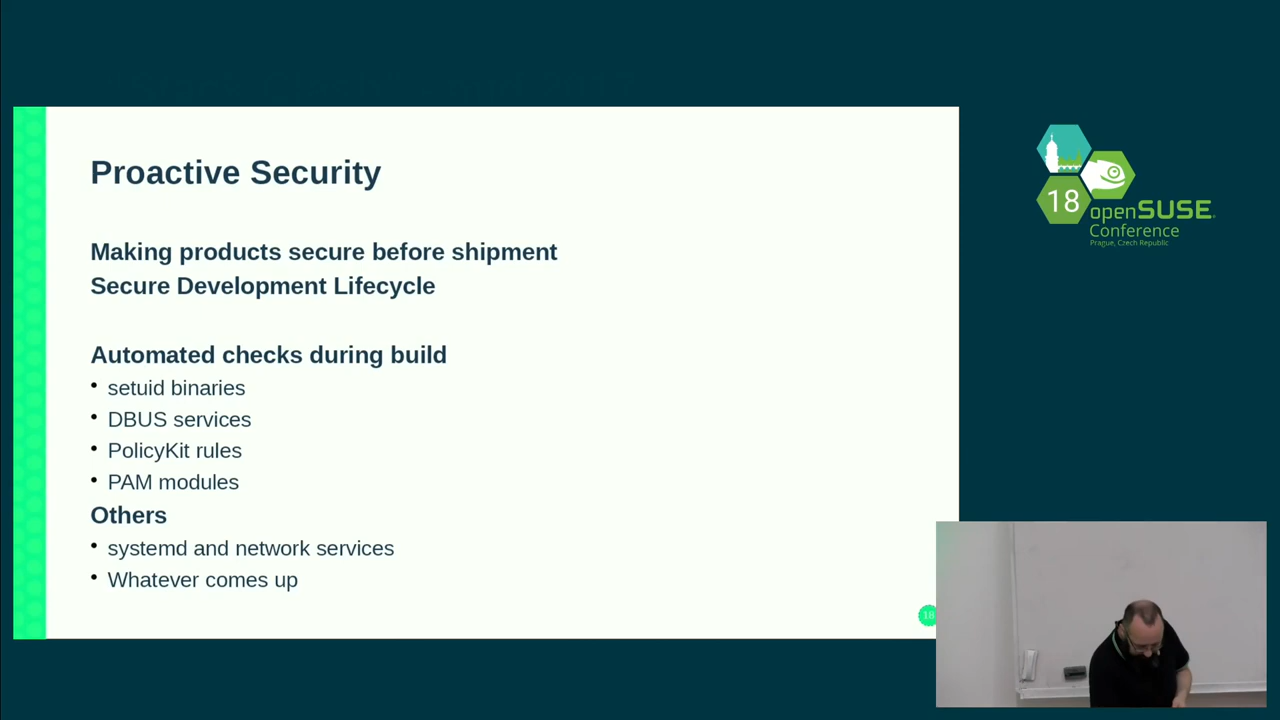 Proactive Security
Making products secure before shipment
Secure Development Lifecycle
Automated checks during build
• setuid binaries
• DBUS services
• PolicyKit rules
• PAM modules
Others
• systemd and network services
• Whatever comes up
18
18
openSUSE
Conference
Prague, Czech Republic